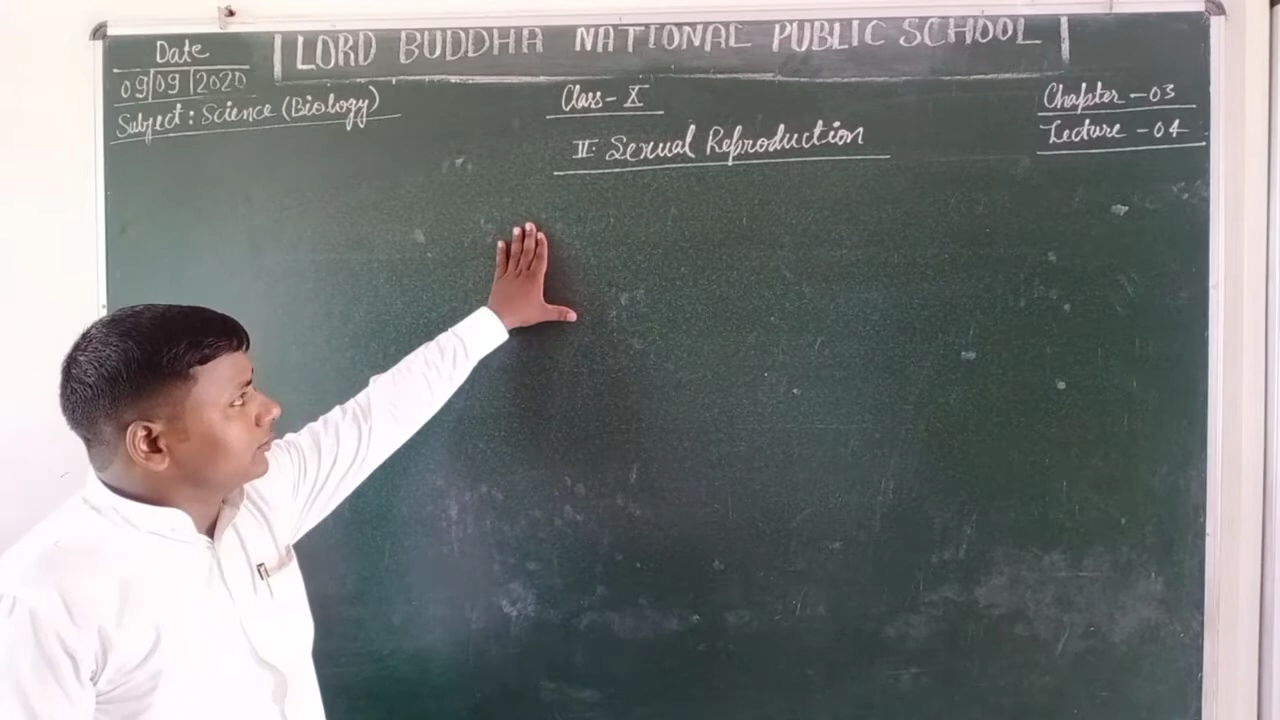 Date
| LORD BUDDHA NATIONAL PUBLIC SCHOOL |
09/09/2020
Subject: Science (Biology)
Class - X
Chapter - 03
Lecture - 04
II. Sexual Reproduction